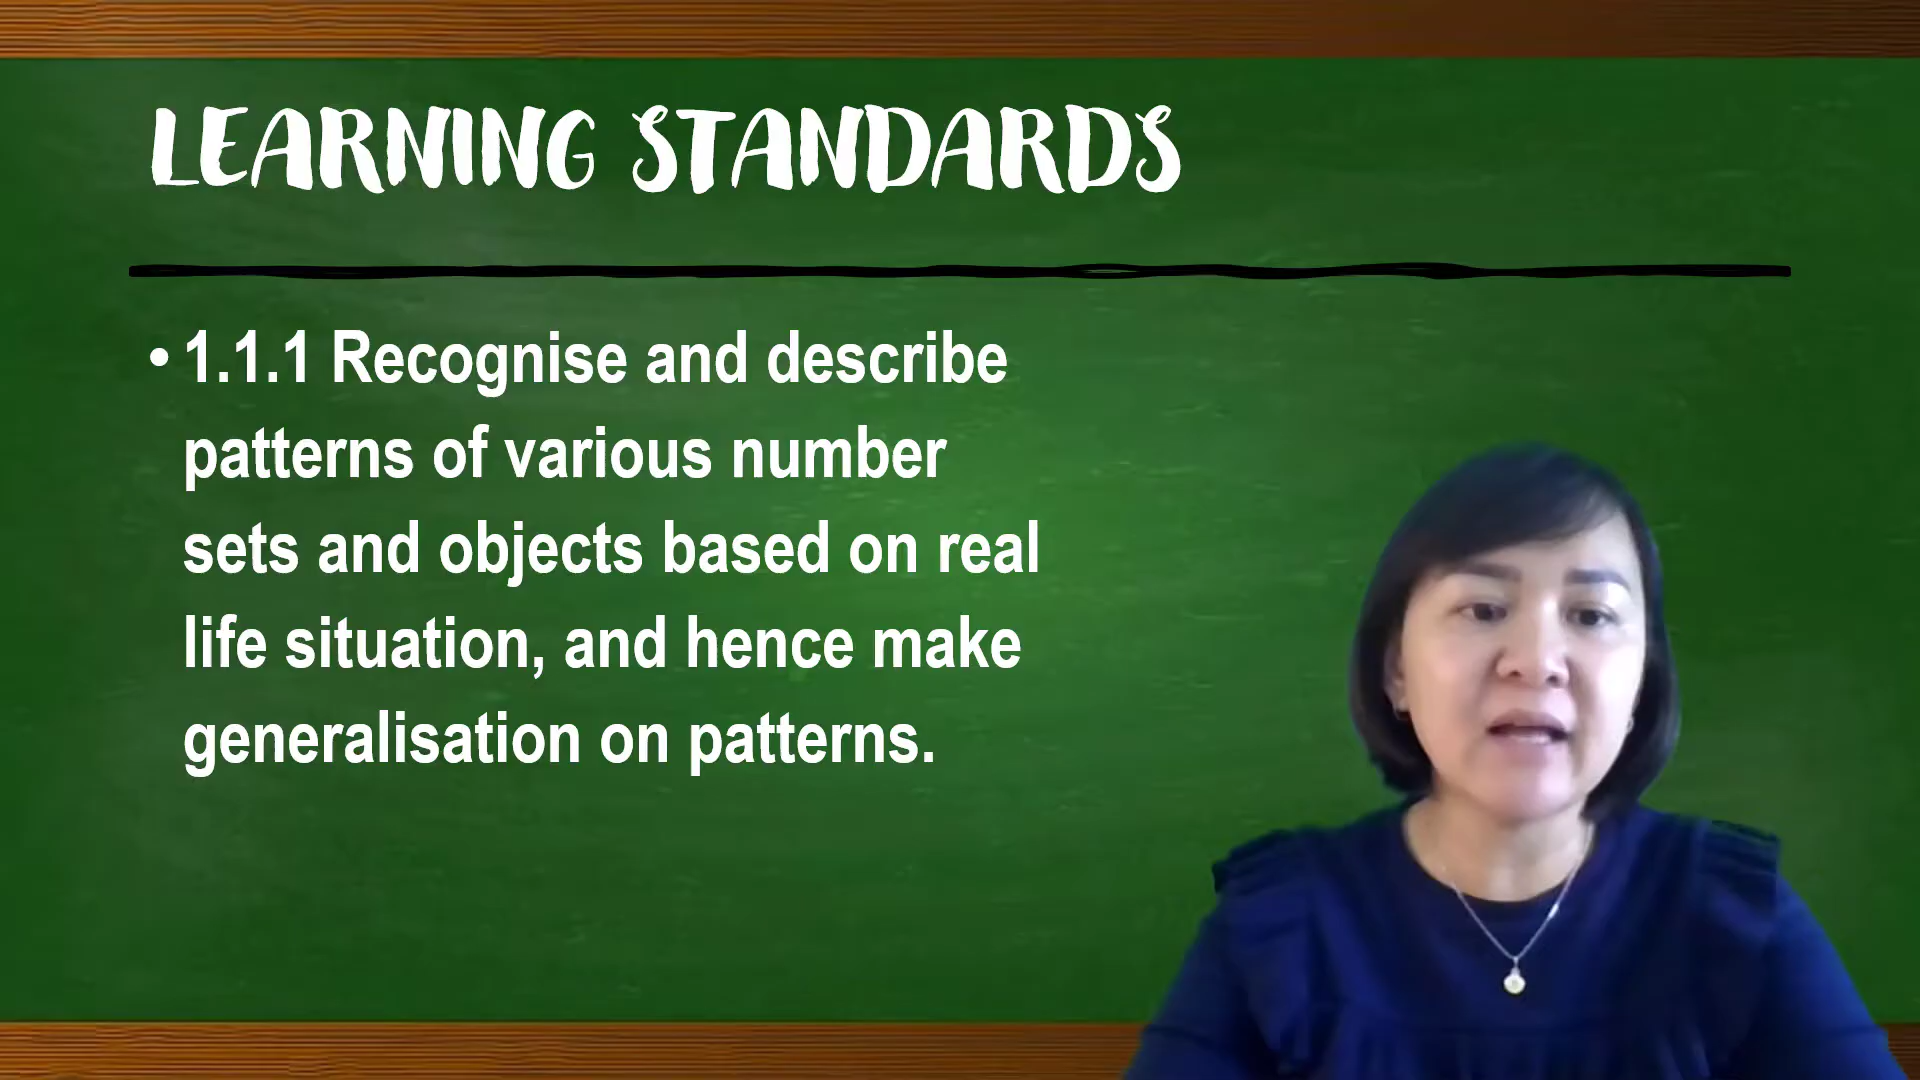 LEARNING STANDARDS
• 1.1.1 Recognise and describe
patterns of various number
sets and objects based on real
life situation, and hence make
generalisation on patterns.